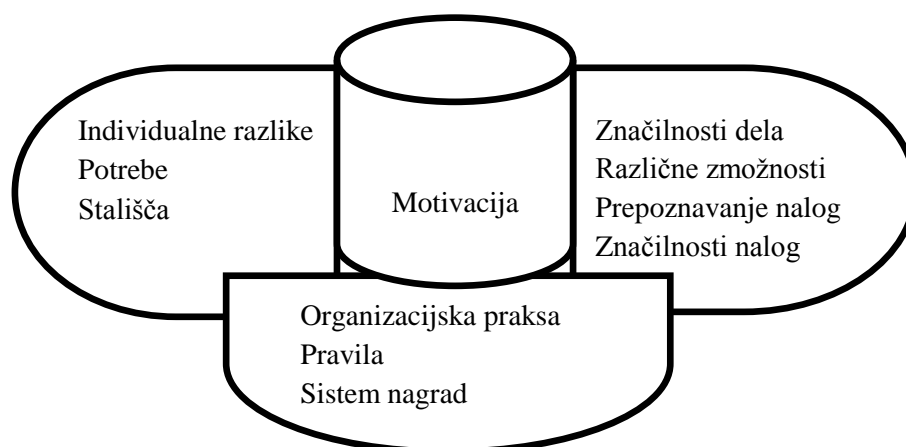 Individualne razlike
Potrebe
Stališča
Motivacija
Značilnosti dela
Različne zmožnosti
Prepoznavanje nalog
Značilnosti nalog
Organizacijska praksa
Pravila
Sistem nagrad